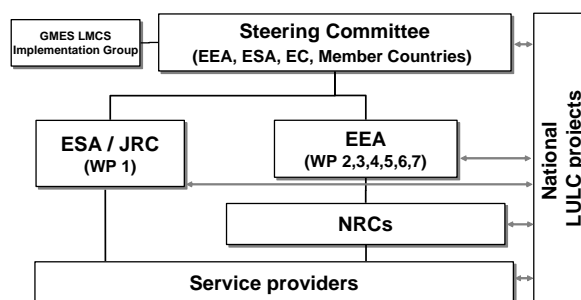 GMES LMCS
Implementation Group
Steering Committee
(EEA, ESA, EC, Member Countries)
ESA / JRC
(WP 1)
EEA
(WP 2,3,4,5,6,7)
NRCs
Service providers
National
LULC projects